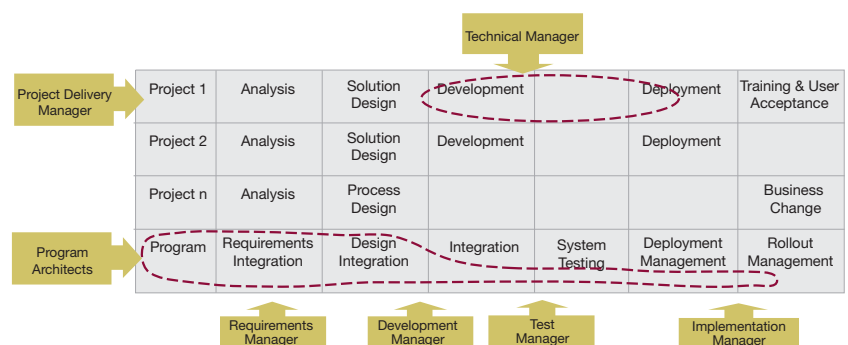 Technical Manager
Project Delivery
Manager
Project 1
Analysis
Solution
Design
Development
Deployment
Training & User
Acceptance
Project 2
Analysis
Solution
Design
Development
Deployment
Project n
Analysis
Process
Design
Business
Change
Program
Architects
Program
Requirements
Integration
Design
Integration
Integration
System
Testing
Deployment
Management
Rollout
Management
Requirements
Manager
Development
Manager
Test
Manager
Implementation
Manager